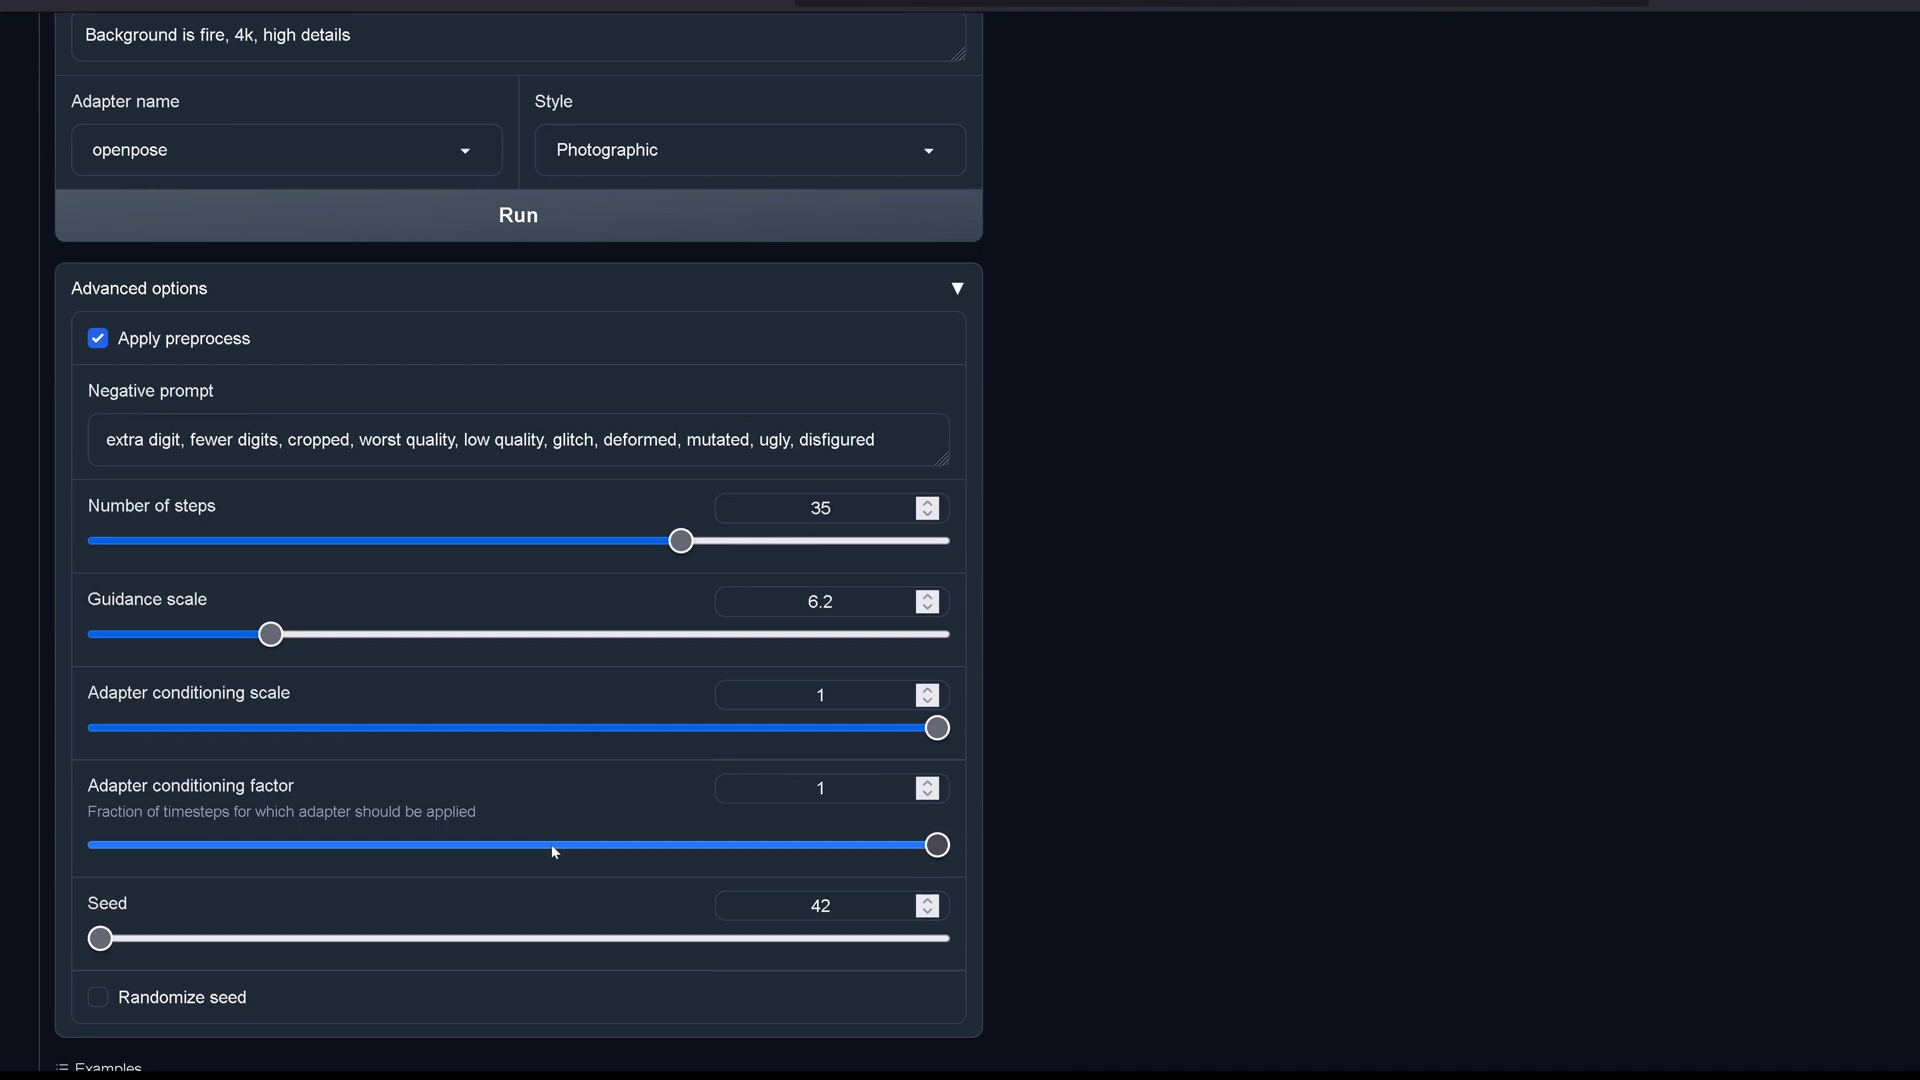 Background is fire, 4k, high details
Adapter name
Style
openpose
Photographic
Run
Advanced options
Apply preprocess
Negative prompt
extra digit, fewer digits, cropped, worst quality, low quality, glitch, deformed, mutated, ugly, disfigured
Number of steps
35
Guidance scale
6.2
Adapter conditioning scale
1
Adapter conditioning factor
1
Fraction of timesteps for which adapter should be applied
Seed
42
Randomize seed
Examples